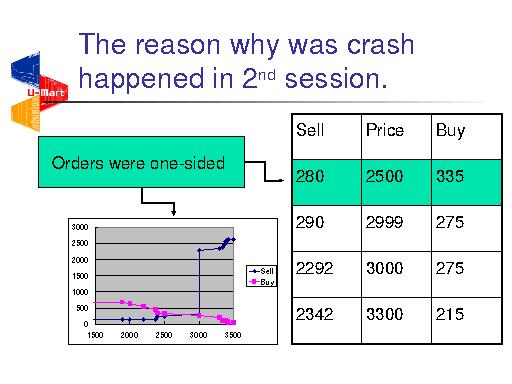 The reason why was crash
happened in 2nd session.
U-Mart
Orders were one-sided
Sell Price Buy
280 2500 335
290 2999 275
2292 3000 275
2342 3300 215
3000
2500
2000
1500
1000
500
0
1500 2000 2500 3000 3500
Sell
Buy